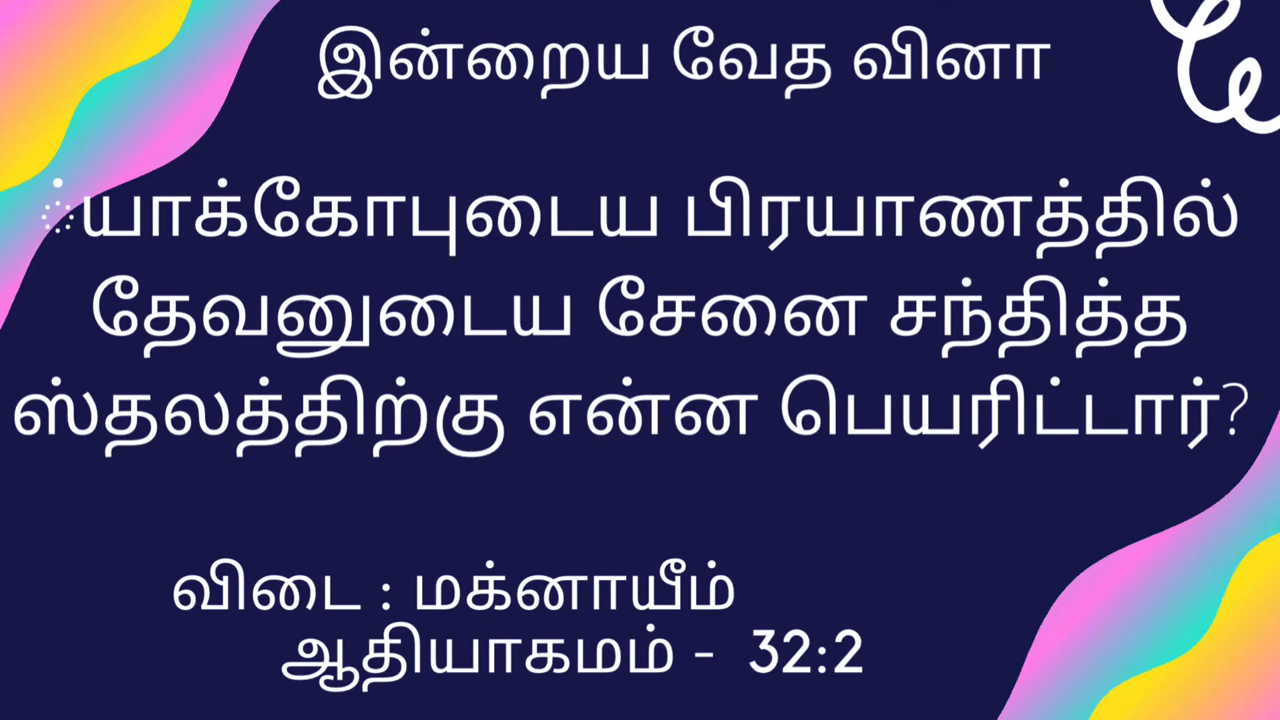 இன்றைய வேத வினா
்யாக்கோபுடைய பிரயாணத்தில்
தேவனுடைய சேனை சந்தித்த
ஸ்தலத்திற்கு என்ன பெயரிட்டார்?
விடை : மக்னாயீம்
ஆதியாகமம் - 32:2